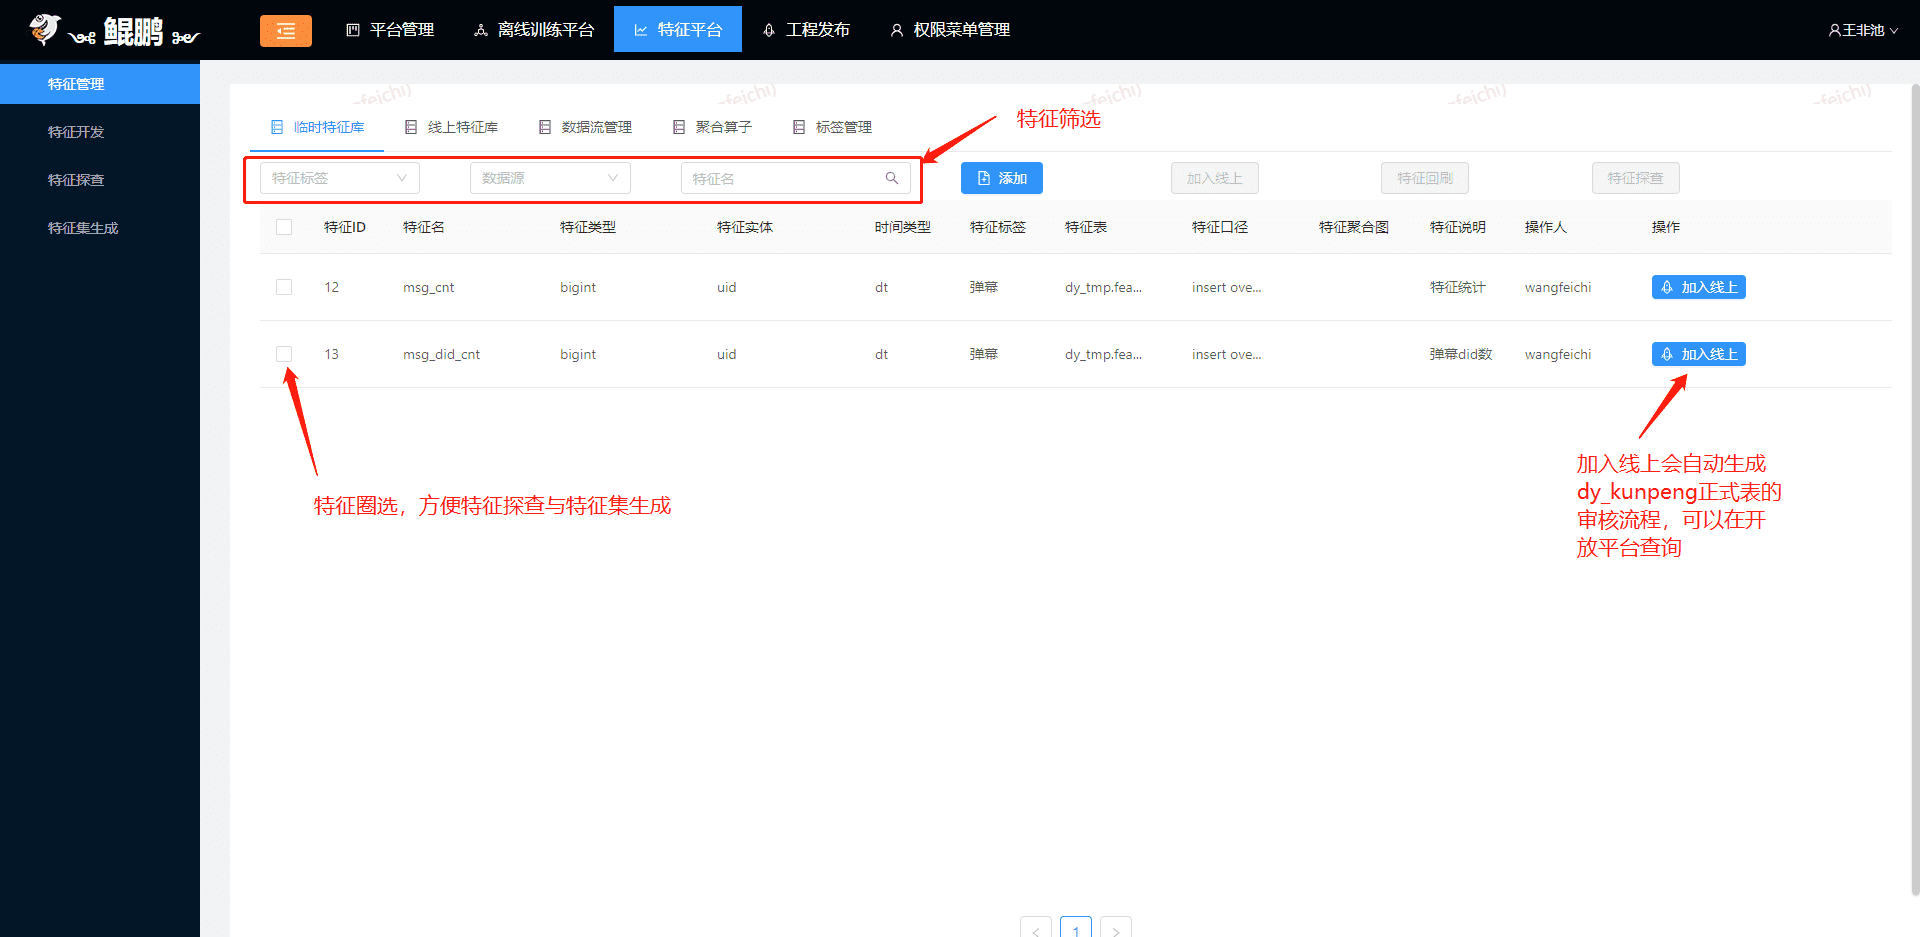 鲲鹏
平台管理
离线训练平台
特征平台
工程发布
权限菜单管理
王非池
特征管理
特征开发
特征探查
特征集生成
feichi)
feichi)
feichi)
feichi)
feichi)
临时特征库
线上特征库
数据流管理
聚合算子
标签管理
特征筛选
特征标签
数据源
特征名
添加
加入线上
特征回刷
特征探查
特征ID 特征名 特征类型 特征实体 时间类型 特征标签 特征表 特征口径 特征聚合图 特征说明 操作人 操作
12 msg_cnt bigint uid dt 弹幕 dy_tmp.fea... insert ove... 特征统计 wangfeichi 加入线上
13 msg_did_cnt bigint uid dt 弹幕 dy_tmp.fea... insert ove... 弹幕did数 wangfeichi 加入线上
特征圈选，方便特征探查与特征集生成
加入线上会自动生成
dy_kunpeng正式表的
审核流程，可以在开
放平台查询
< 1 >